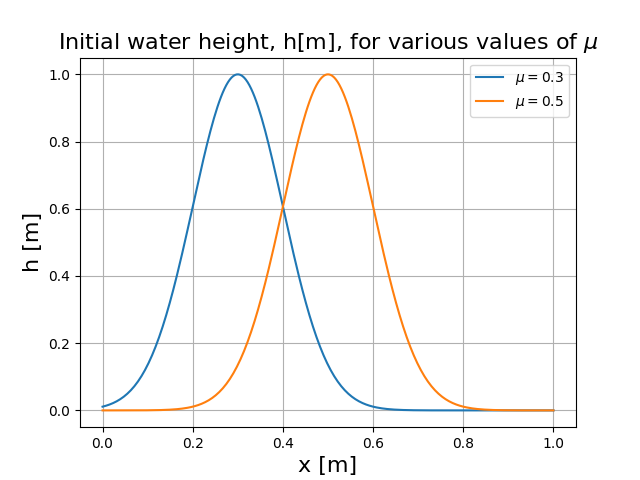 Initial water height, h[m], for various values of μ
μ = 0.3
μ = 0.5
h [m]
1.0
0.8
0.6
0.4
0.2
0.0
0.0 0.2 0.4 0.6 0.8 1.0
x [m]